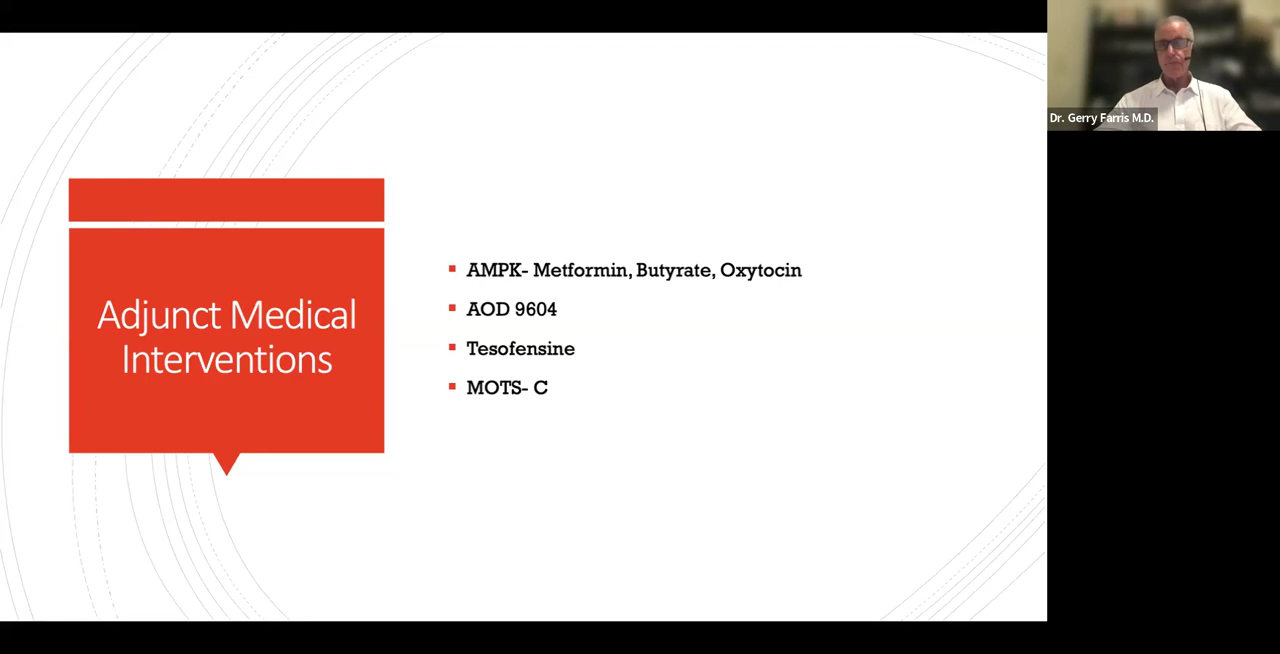 Adjunct Medical
Interventions
AMPK- Metformin, Butyrate, Oxytocin
AOD 9604
Tesofensine
MOTS- C
Dr. Gerry Farris M.D.